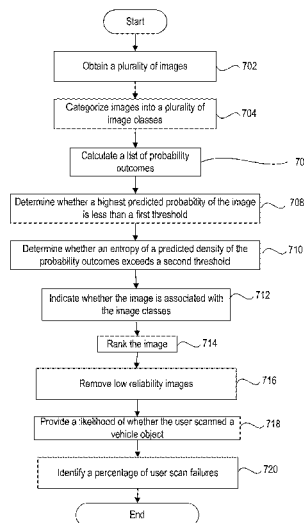 Start
Obtain a plurality of images
702
Categorize images into a plurality of
image classes
704
Calculate a list of probability
outcomes
70
Determine whether a highest predicted probability of the image
is less than a first threshold
708
Determine whether an entropy of a predicted density of the
probability outcomes exceeds a second threshold
710
Indicate whether the image is associated with
the image classes
712
Rank the image
714
Remove low reliability images
716
Provide a likelihood of whether the user scanned a
vehicle object
718
Identify a percentage of user scan failures
720
End